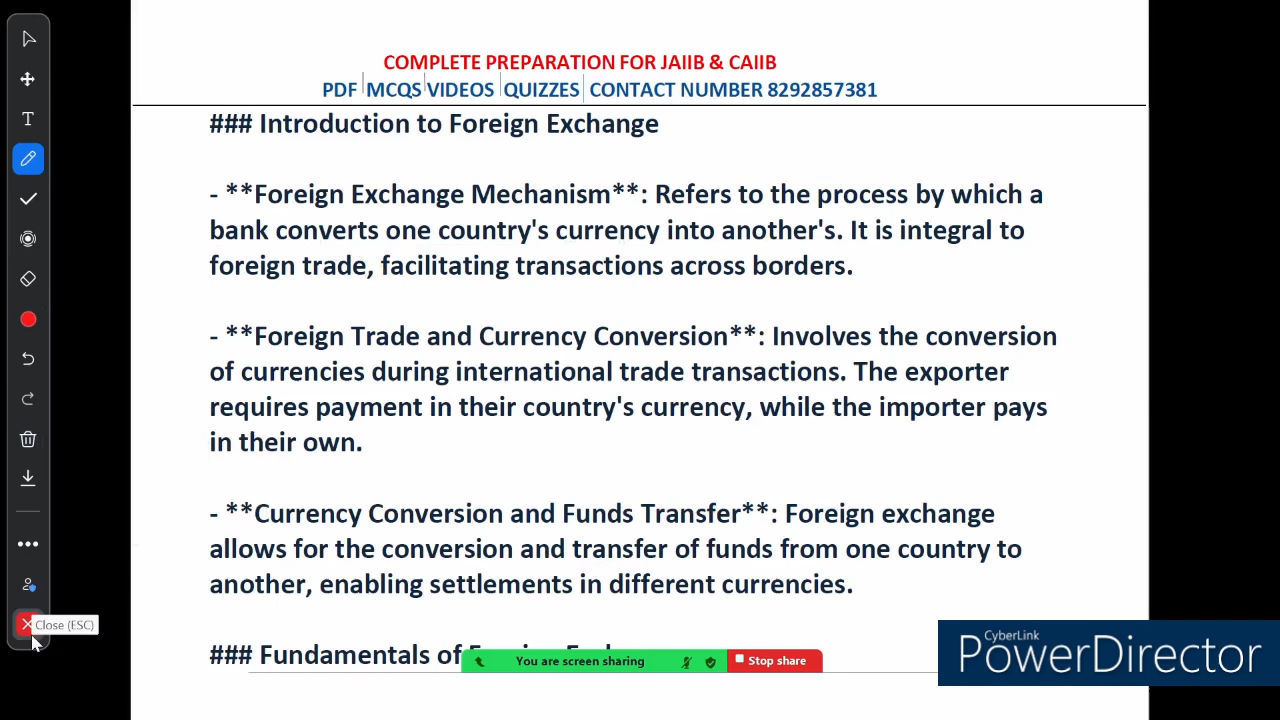 COMPLETE PREPARATION FOR JAIIB & CAIIB
PDF MCQS VIDEOS QUIZZES CONTACT NUMBER 8292857381
### Introduction to Foreign Exchange
- **Foreign Exchange Mechanism**: Refers to the process by which a
bank converts one country's currency into another's. It is integral to
foreign trade, facilitating transactions across borders.
- **Foreign Trade and Currency Conversion**: Involves the conversion
of currencies during international trade transactions. The exporter
requires payment in their country's currency, while the importer pays
in their own.
- **Currency Conversion and Funds Transfer**: Foreign exchange
allows for the conversion and transfer of funds from one country to
another, enabling settlements in different currencies.
Close (ESC)
### Fundamentals of
You are screen sharing
Stop share
CyberLink
PowerDirector